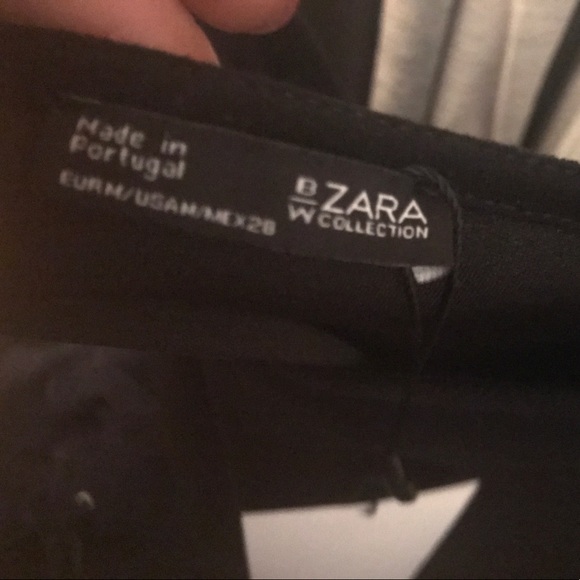 Made in
Portugal
EUR M/USA M/MEX 28
B
W
ZARA
COLLECTION